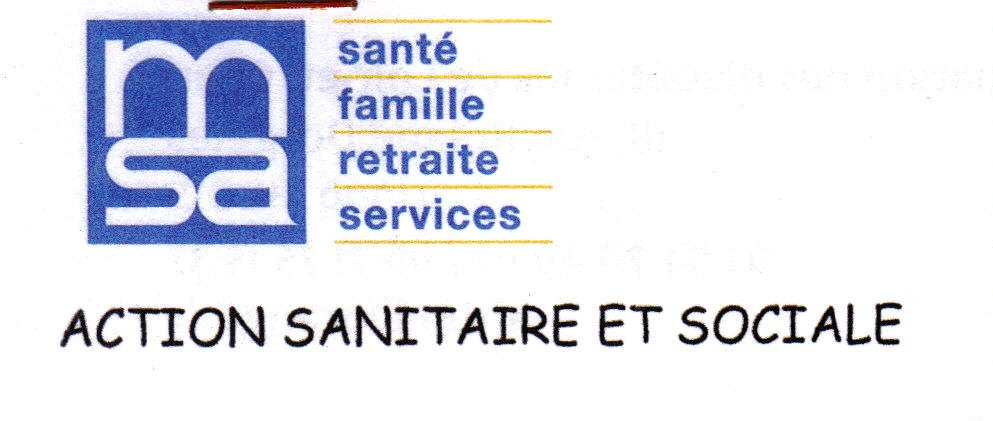 msa
santé
famille
retraite
services
ACTION SANITAIRE ET SOCIALE